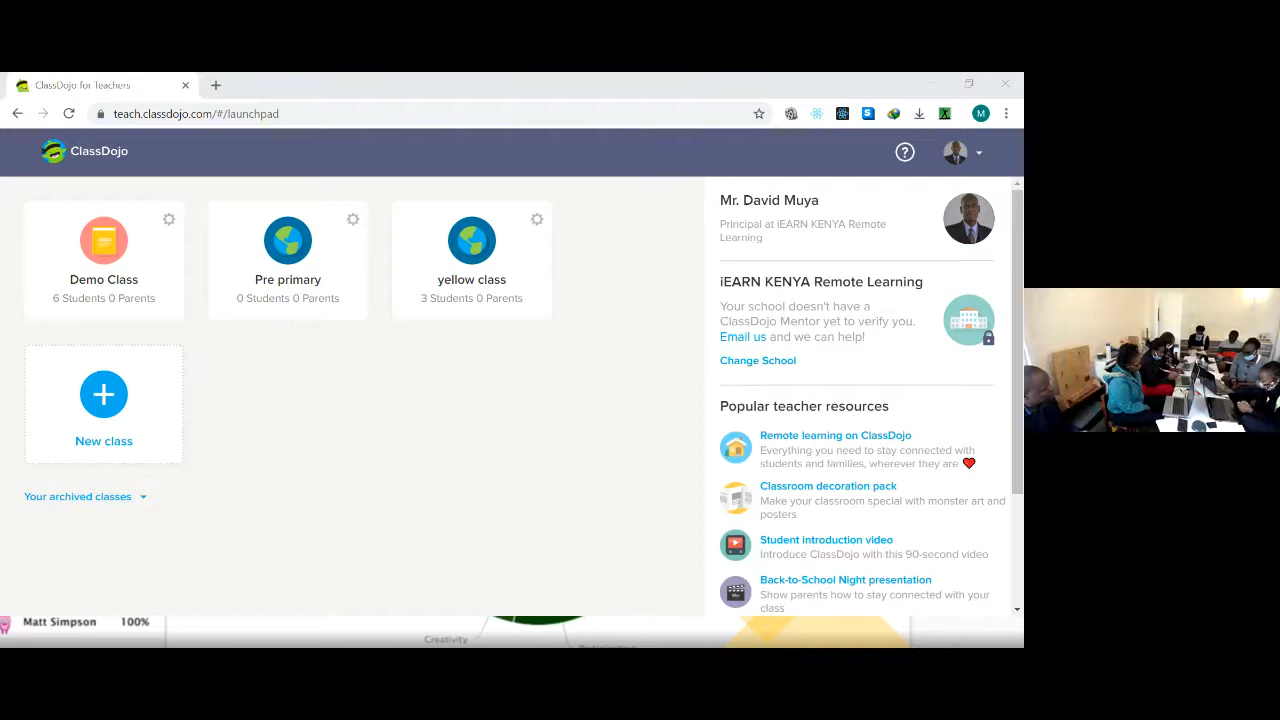 ClassDojo for Teachers
teach.classdojo.com/#/launchpad
M
ClassDojo
Demo Class
6 Students 0 Parents
Pre primary
0 Students 0 Parents
yellow class
3 Students 0 Parents
New class
Your archived classes
Mr. David Muya
Principal at iEARN KENYA Remote
Learning
iEARN KENYA Remote Learning
Your school doesn't have a
ClassDojo Mentor yet to verify you.
Email us and we can help!
Change School
Popular teacher resources
Remote learning on ClassDojo
Everything you need to stay connected with
students and families, wherever they are
Classroom decoration pack
Make your classroom special with monster art and
posters
Student introduction video
Introduce ClassDojo with this 90-second video
Back-to-School Night presentation
Show parents how to stay connected with your
class
Matt Simpson 100%
Creativity